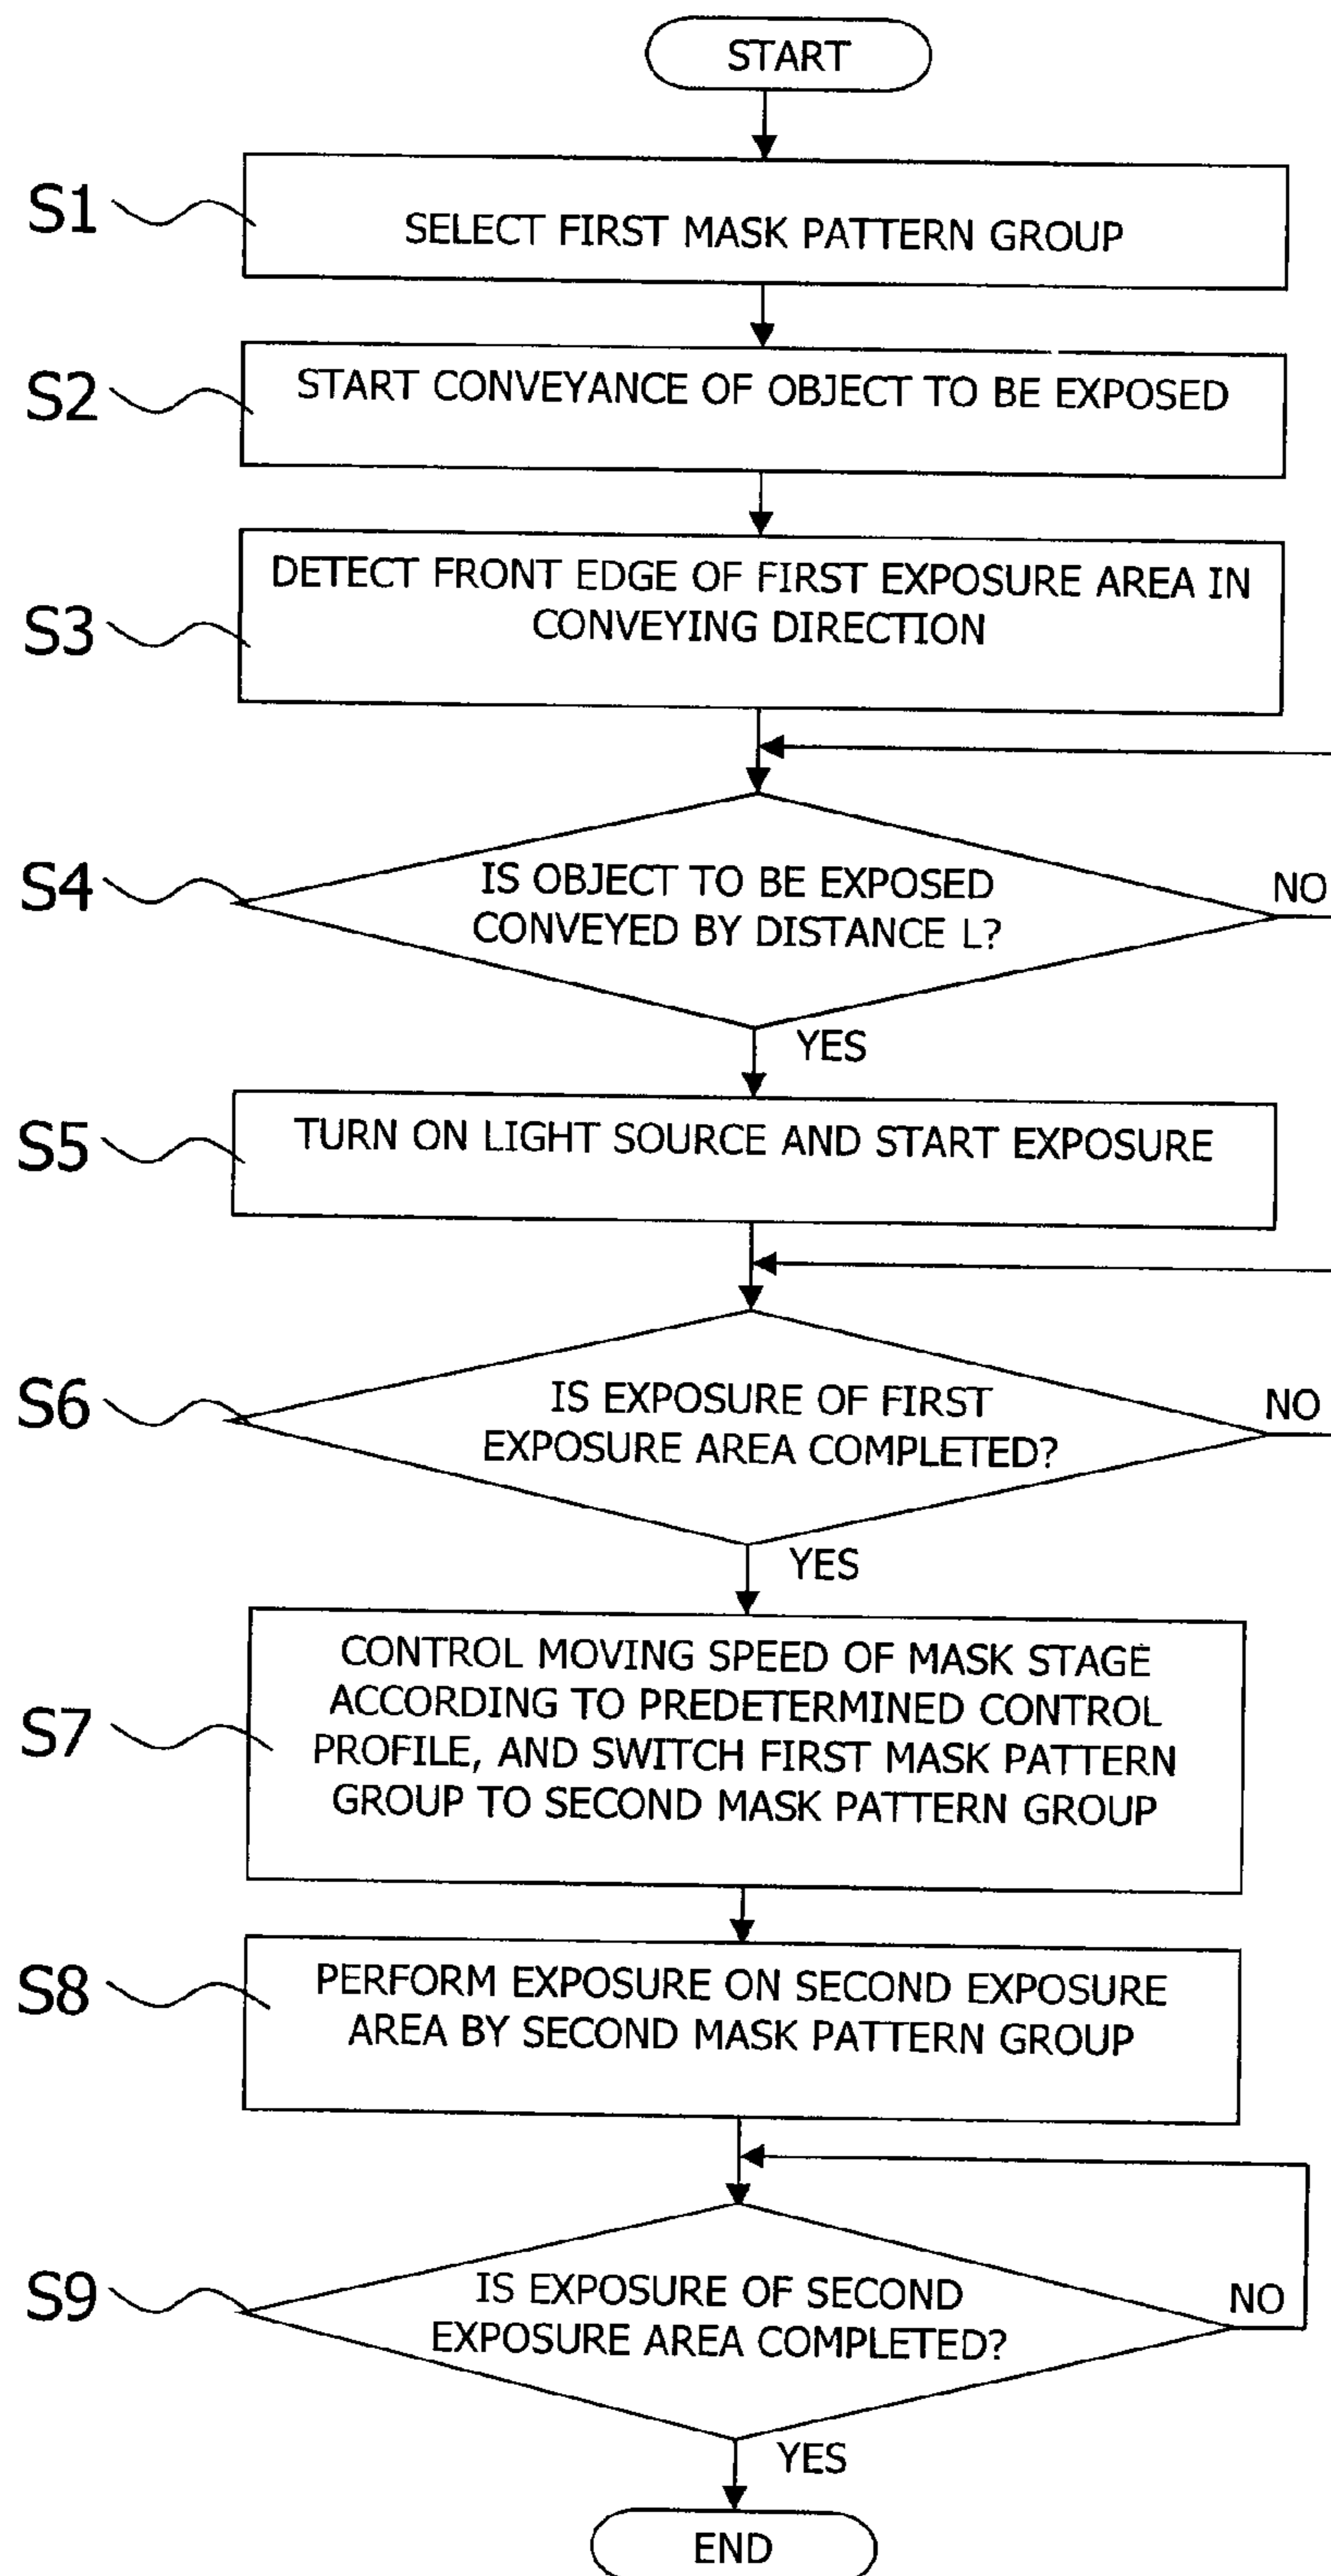 START
S1
SELECT FIRST MASK PATTERN GROUP
S2
START CONVEYANCE OF OBJECT TO BE EXPOSED
S3
DETECT FRONT EDGE OF FIRST EXPOSURE AREA IN
CONVEYING DIRECTION
S4
IS OBJECT TO BE EXPOSED
CONVEYED BY DISTANCE L?
NO
YES
S5
TURN ON LIGHT SOURCE AND START EXPOSURE
S6
IS EXPOSURE OF FIRST
EXPOSURE AREA COMPLETED?
NO
YES
S7
CONTROL MOVING SPEED OF MASK STAGE
ACCORDING TO PREDETERMINED CONTROL
PROFILE, AND SWITCH FIRST MASK PATTERN
GROUP TO SECOND MASK PATTERN GROUP
S8
PERFORM EXPOSURE ON SECOND EXPOSURE
AREA BY SECOND MASK PATTERN GROUP
S9
IS EXPOSURE OF SECOND
EXPOSURE AREA COMPLETED?
NO
YES
END